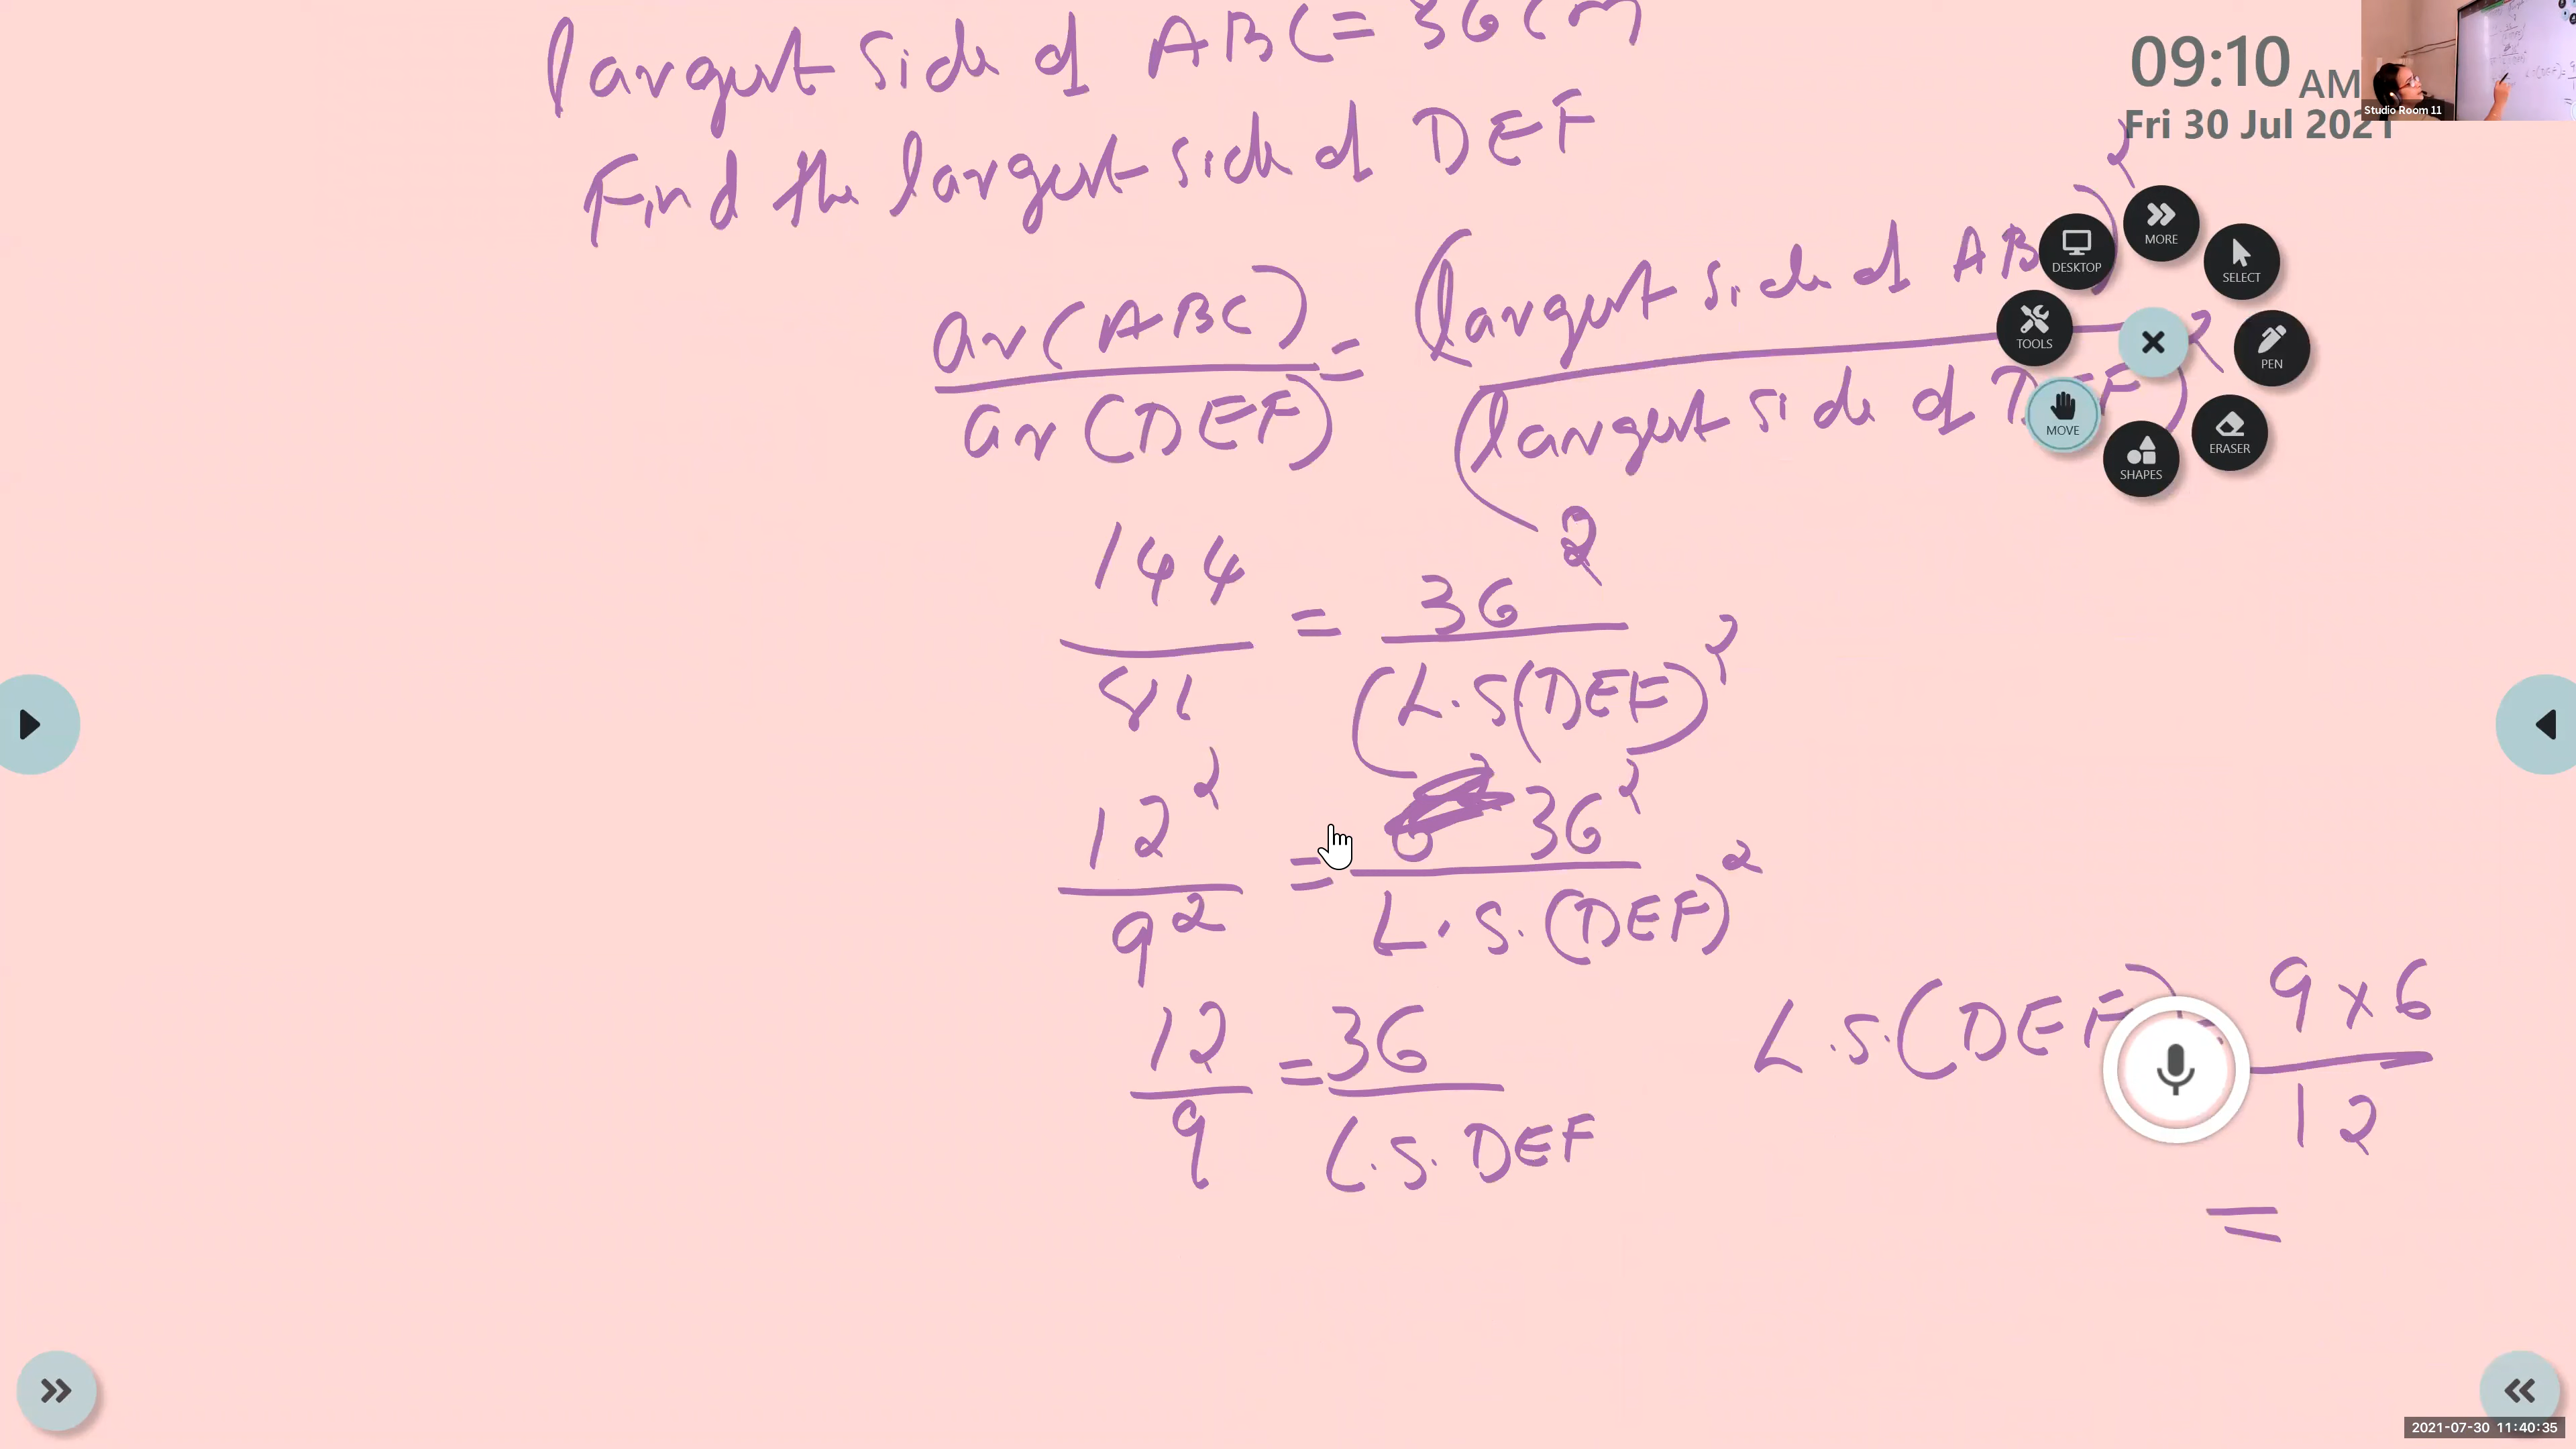 largest side of ABC = 36 cm
09:10 AM
Studio Room 11
Fri 30 Jul 2021
Find the largest side of DEF
MORE
DESKTOP
SELECT
TOOLS
PEN
MOVE
ERASER
SHAPES
ar(ABC) = (largest side of AB )²
ar(DEF) (largest side of DEF)²
144 = 36²
81 (L.S(DEF)²
12² = 36²
9² L.S.(DEF)²
12 = 36
9 L.S. DEF
L.S.(DEF) = 9 x 6
12
=
2021-07-30 11:40:35